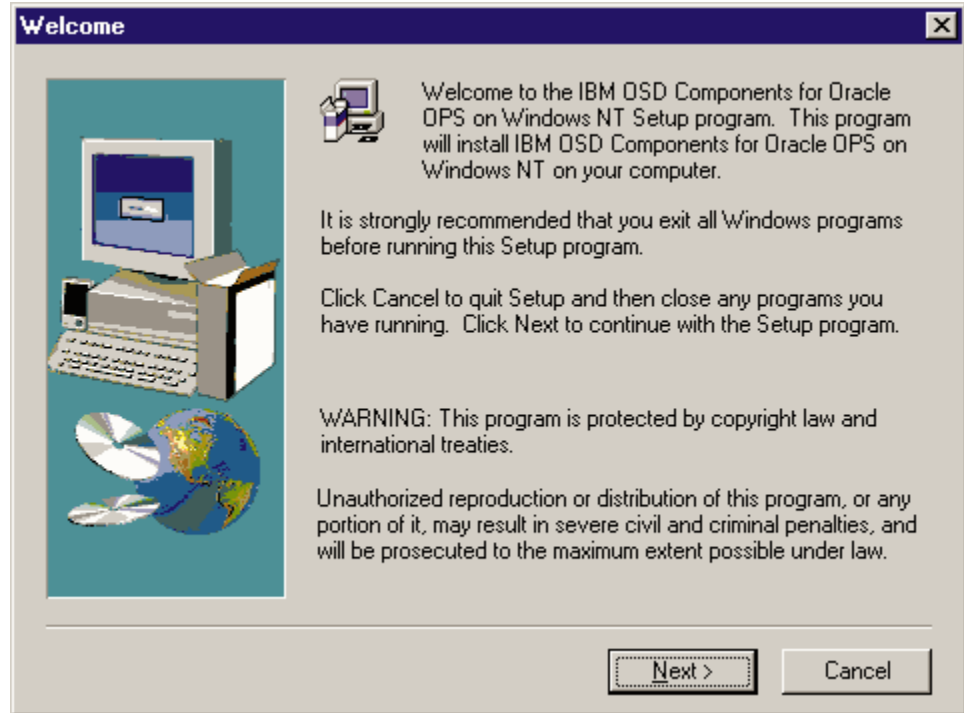 Welcome
Welcome to the IBM OSD Components for Oracle
OPS on Windows NT Setup program.  This program
will install IBM OSD Components for Oracle OPS on
Windows NT on your computer.
It is strongly recommended that you exit all Windows programs
before running this Setup program.
Click Cancel to quit Setup and then close any programs you
have running.  Click Next to continue with the Setup program.
WARNING: This program is protected by copyright law and
international treaties.
Unauthorized reproduction or distribution of this program, or any
portion of it, may result in severe civil and criminal penalties, and
will be prosecuted to the maximum extent possible under law.
Next >
Cancel